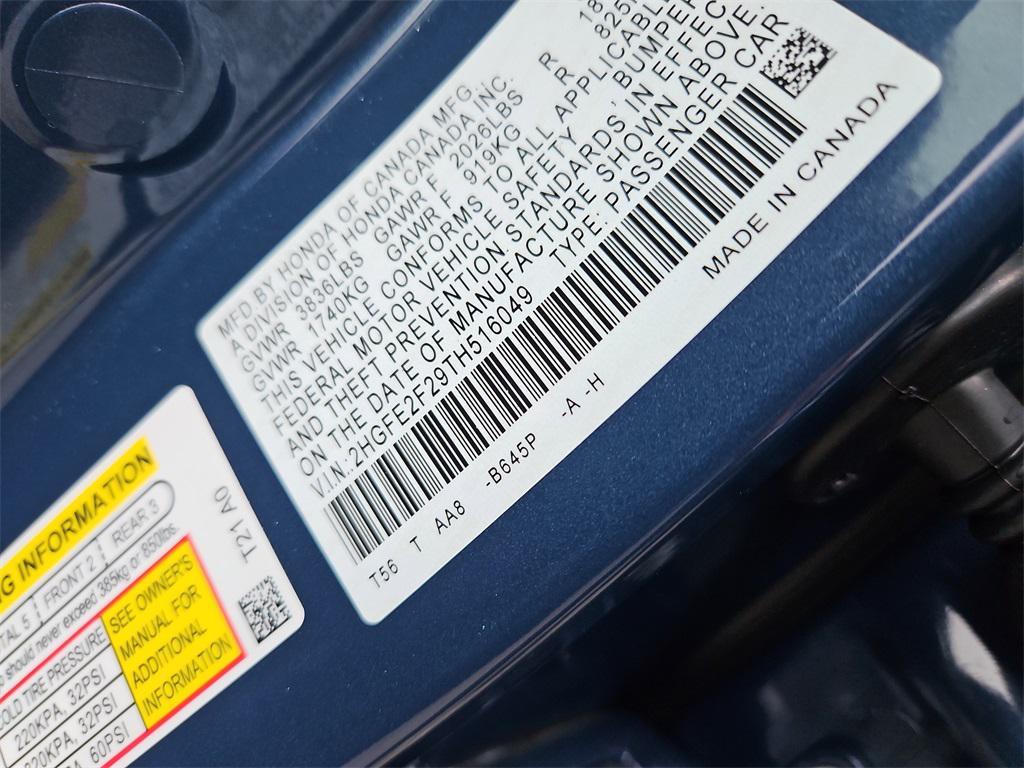 MFD.BY HONDA OF CANADA MFG.
A DIVISION OF HONDA CANADA INC.
GVWR 3836LBS GAWR F 2026LBS R 18
GVWR 1740KG GAWR F 919KG R 825
THIS VEHICLE CONFORMS TO ALL APPLICABLE
FEDERAL MOTOR VEHICLE SAFETY, BUMPER
AND THEFT PREVENTION STANDARDS IN EFFECT
ON THE DATE OF MANUFACTURE SHOWN ABOVE.
V.I.N. 2HGFE2F29TH516049 TYPE: PASSENGER CAR
T56 T AA8 -B645P -A -H
MADE IN CANADA
NG INFORMATION
TAL 5 FRONT 2 REAR 3
should never exceed 385kg or 850lbs.
COLD TIRE PRESSURE
220KPA, 32PSI
220KPA, 32PSI
60PSI
SEE OWNER'S
MANUAL FOR
ADDITIONAL
INFORMATION
T21 A0